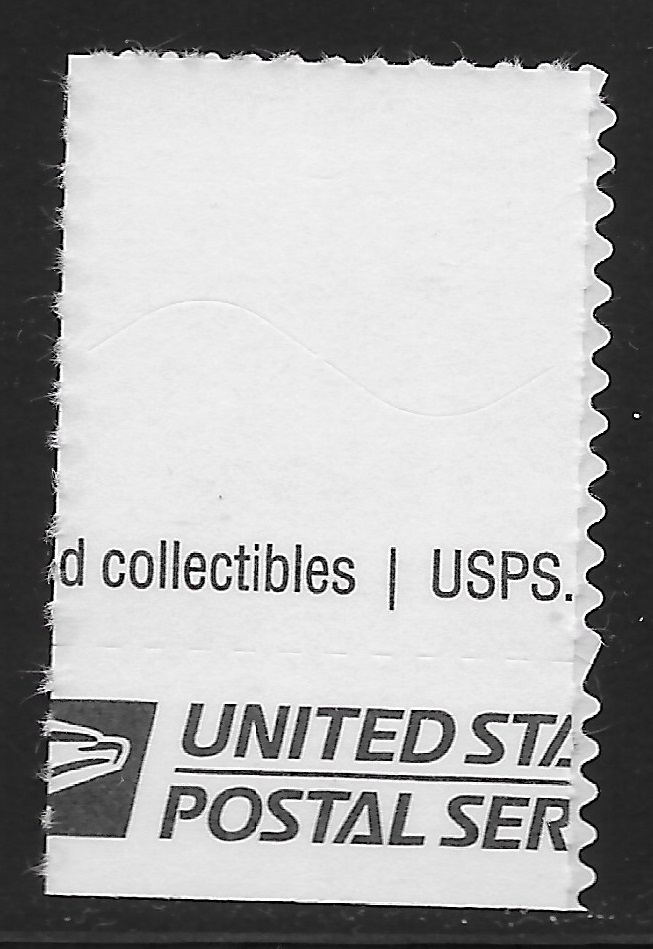 d collectibles | USPS.
UNITED STA
POSTAL SER